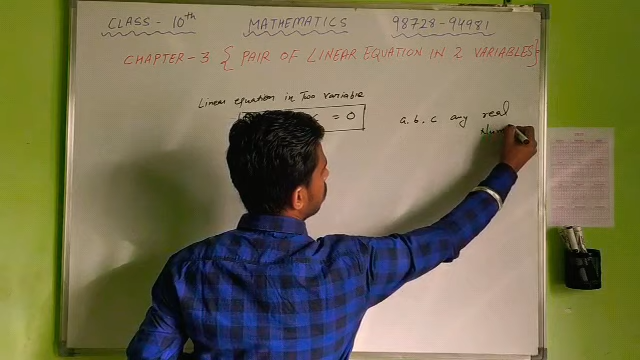 CLASS - 10th MATHEMATICS 98728-94981
CHAPTER-3 { PAIR OF LINEAR EQUATION IN 2 VARIABLES}
Linear equation in Two variable
= 0
a. b. c any real